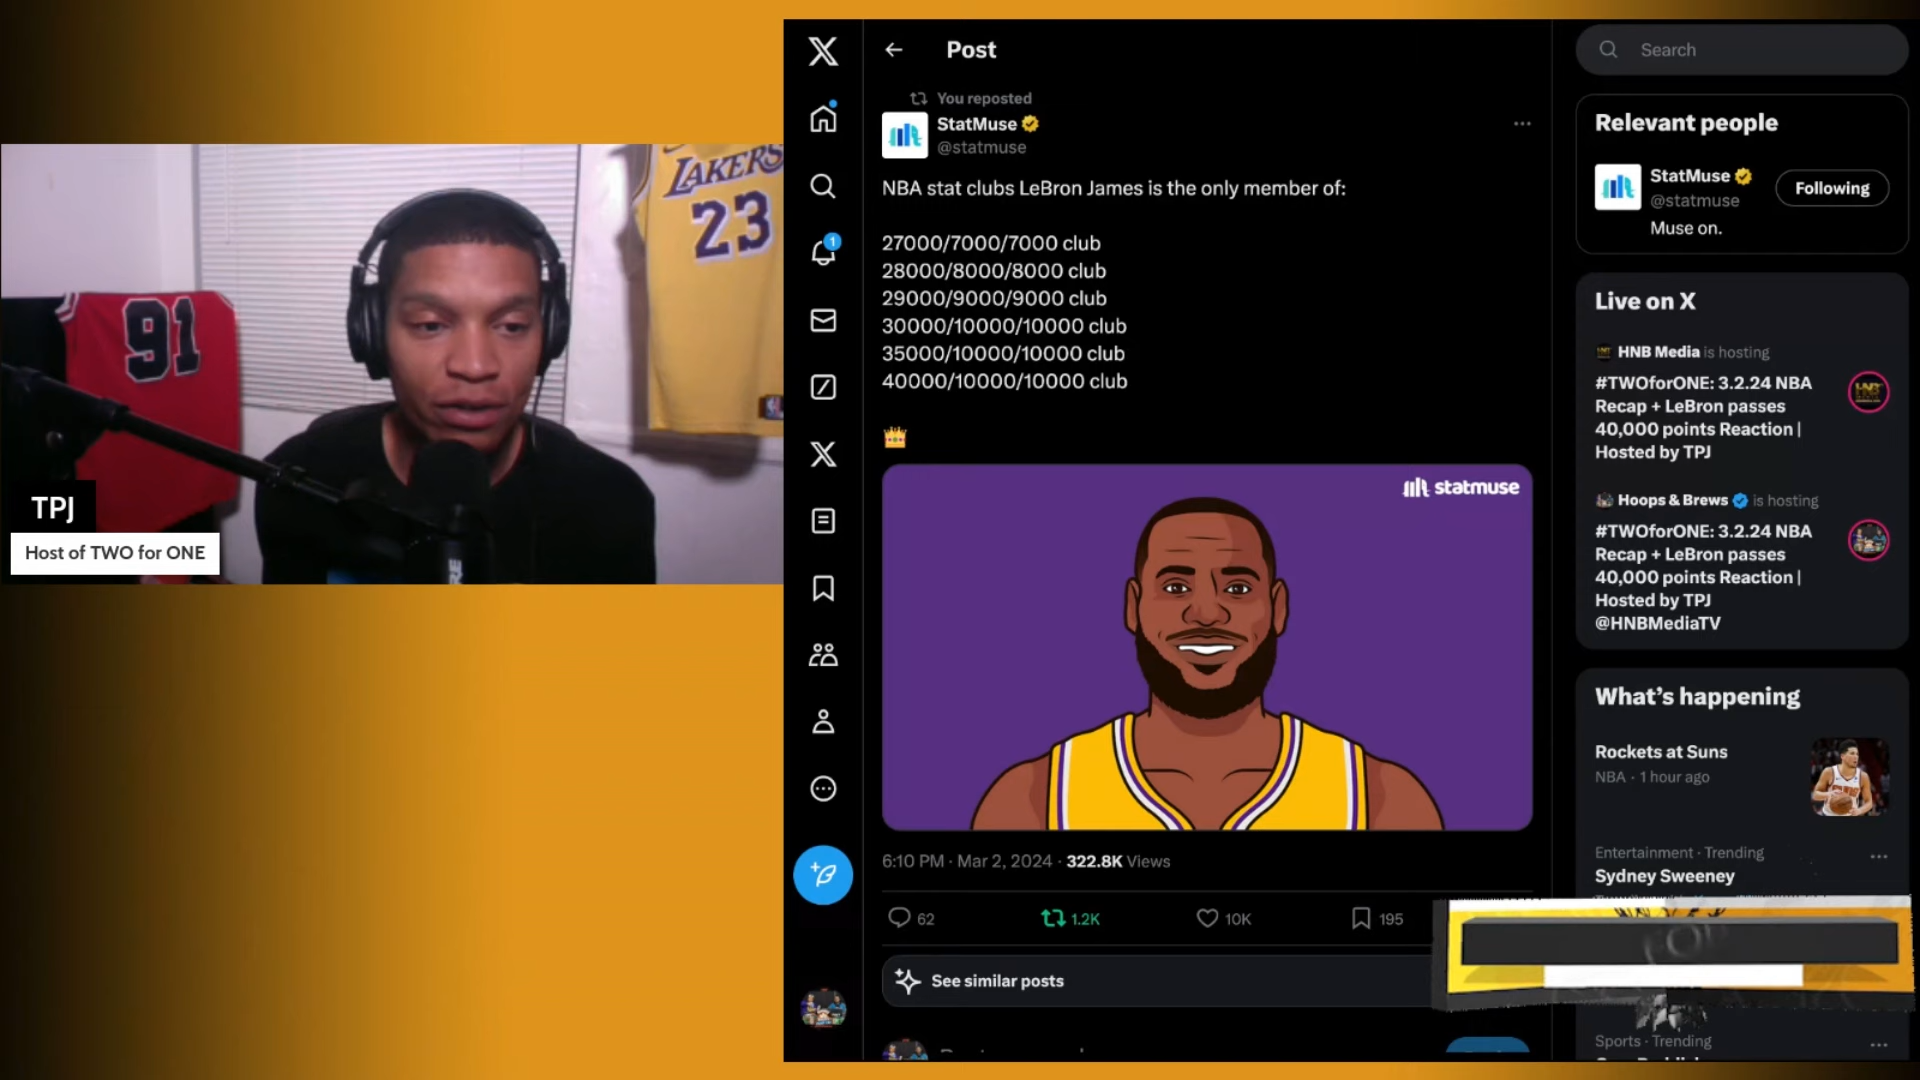 LAKERS
23
91
TPJ
Host of TWO for ONE
Post
You reposted
StatMuse
@statmuse
NBA stat clubs LeBron James is the only member of:
27000/7000/7000 club
28000/8000/8000 club
29000/9000/9000 club
30000/10000/10000 club
35000/10000/10000 club
40000/10000/10000 club
statmuse
6:10 PM · Mar 2, 2024 · 322.8K Views
62
1.2K
10K
195
See similar posts
1
Search
Relevant people
StatMuse
@statmuse
Following
Muse on.
Live on X
HNB Media is hosting
#TWOforONE: 3.2.24 NBA
Recap + LeBron passes
40,000 points Reaction |
Hosted by TPJ
Hoops & Brews is hosting
#TWOforONE: 3.2.24 NBA
Recap + LeBron passes
40,000 points Reaction |
Hosted by TPJ
@HNBMediaTV
What's happening
Rockets at Suns
NBA · 1 hour ago
Entertainment · Trending
Sydney Sweeney
Sports · Trending